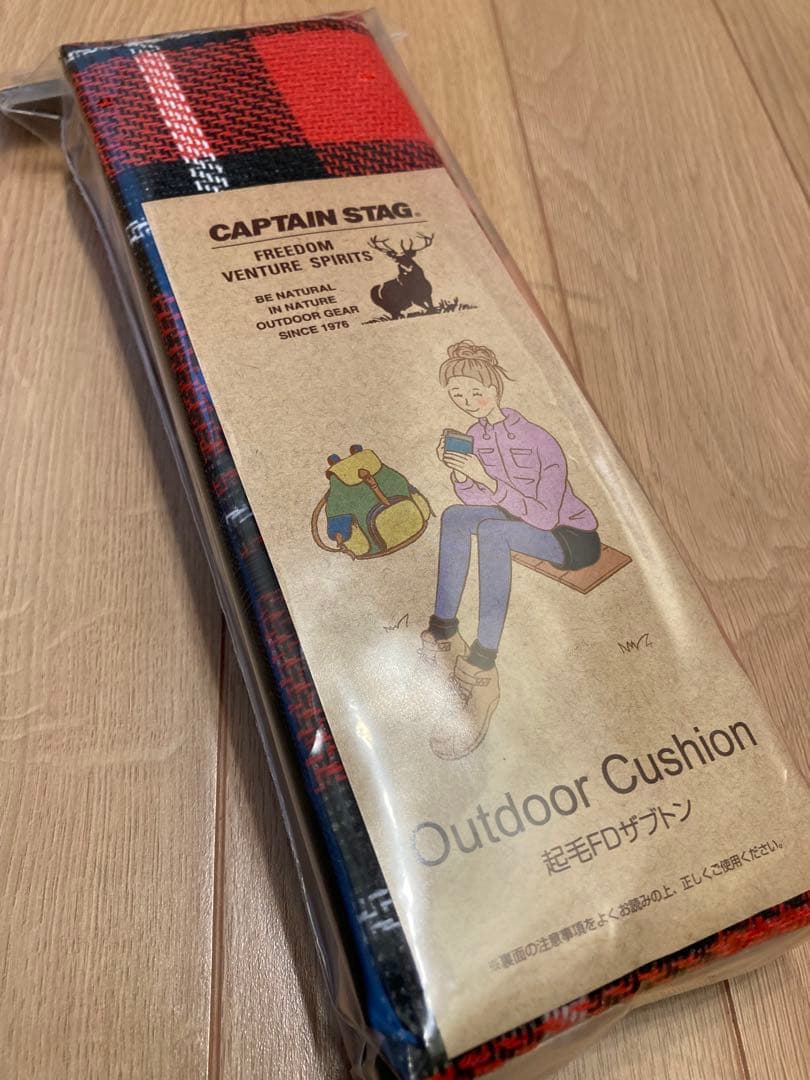 CAPTAIN STAG®
FREEDOM
VENTURE SPIRITS
BE NATURAL
IN NATURE
OUTDOOR GEAR
SINCE 1976
Outdoor Cushion
起毛FDザブトン
※裏面の注意事項をよくお読みの上、正しくご使用ください。